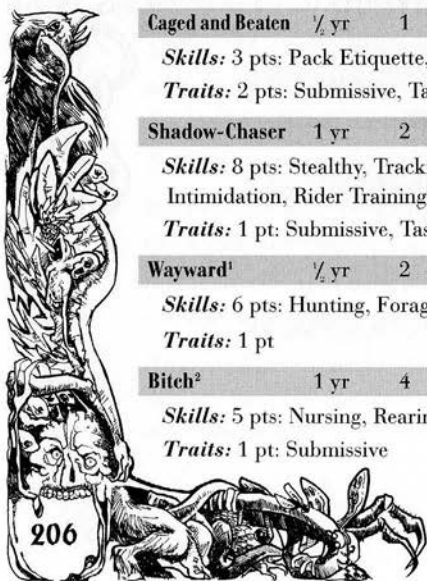 Caged and Beaten ½ yr 1
Skills: 3 pts: Pack Etiquette,
Traits: 2 pts: Submissive, Ta
Shadow-Chaser 1 yr 2
Skills: 8 pts: Stealthy, Track
Intimidation, Rider Training
Traits: 1 pt: Submissive, Tas
Wayward¹ ½ yr 2
Skills: 6 pts: Hunting, Forag
Traits: 1 pt
Bitch² 1 yr 4
Skills: 5 pts: Nursing, Rearin
Traits: 1 pt: Submissive
206